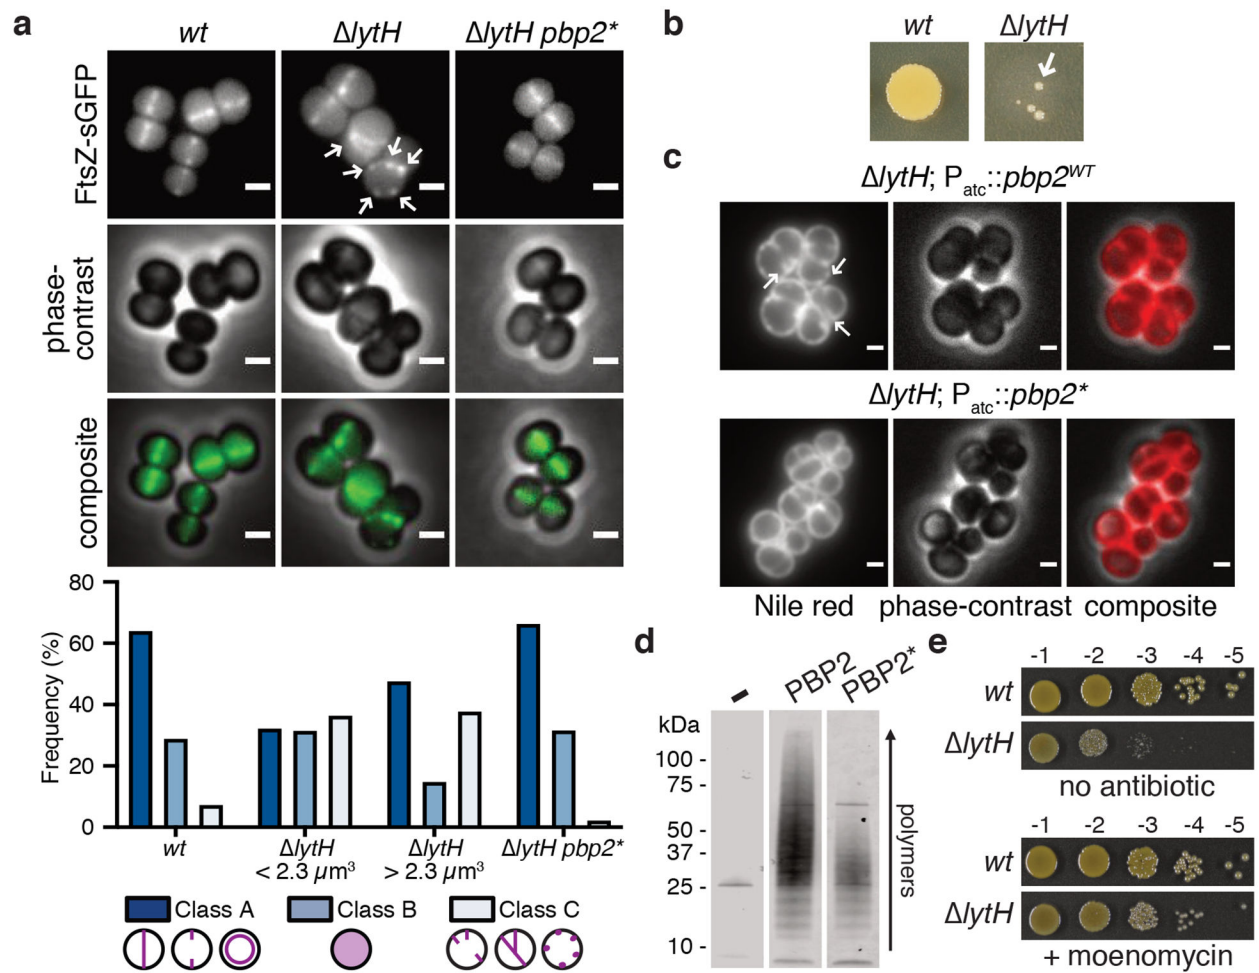 a
wt
ΔlytH
ΔlytH pbp2*
FtsZ-sGFP
phase-
contrast
composite
Frequency (%)
80
60
40
20
0
wt
ΔlytH
< 2.3 µm³
ΔlytH
> 2.3 µm³
ΔlytH pbp2*
Class A
Class B
Class C
b
wt
ΔlytH
c
ΔlytH; Patc::pbp2WT
ΔlytH; Patc::pbp2*
Nile red
phase-contrast
composite
d
-
PBP2
PBP2*
kDa
100 -
75 -
50 -
37 -
25 -
10 -
polymers
e
-1 -2 -3 -4 -5
wt
ΔlytH
no antibiotic
-1 -2 -3 -4 -5
wt
ΔlytH
+ moenomycin